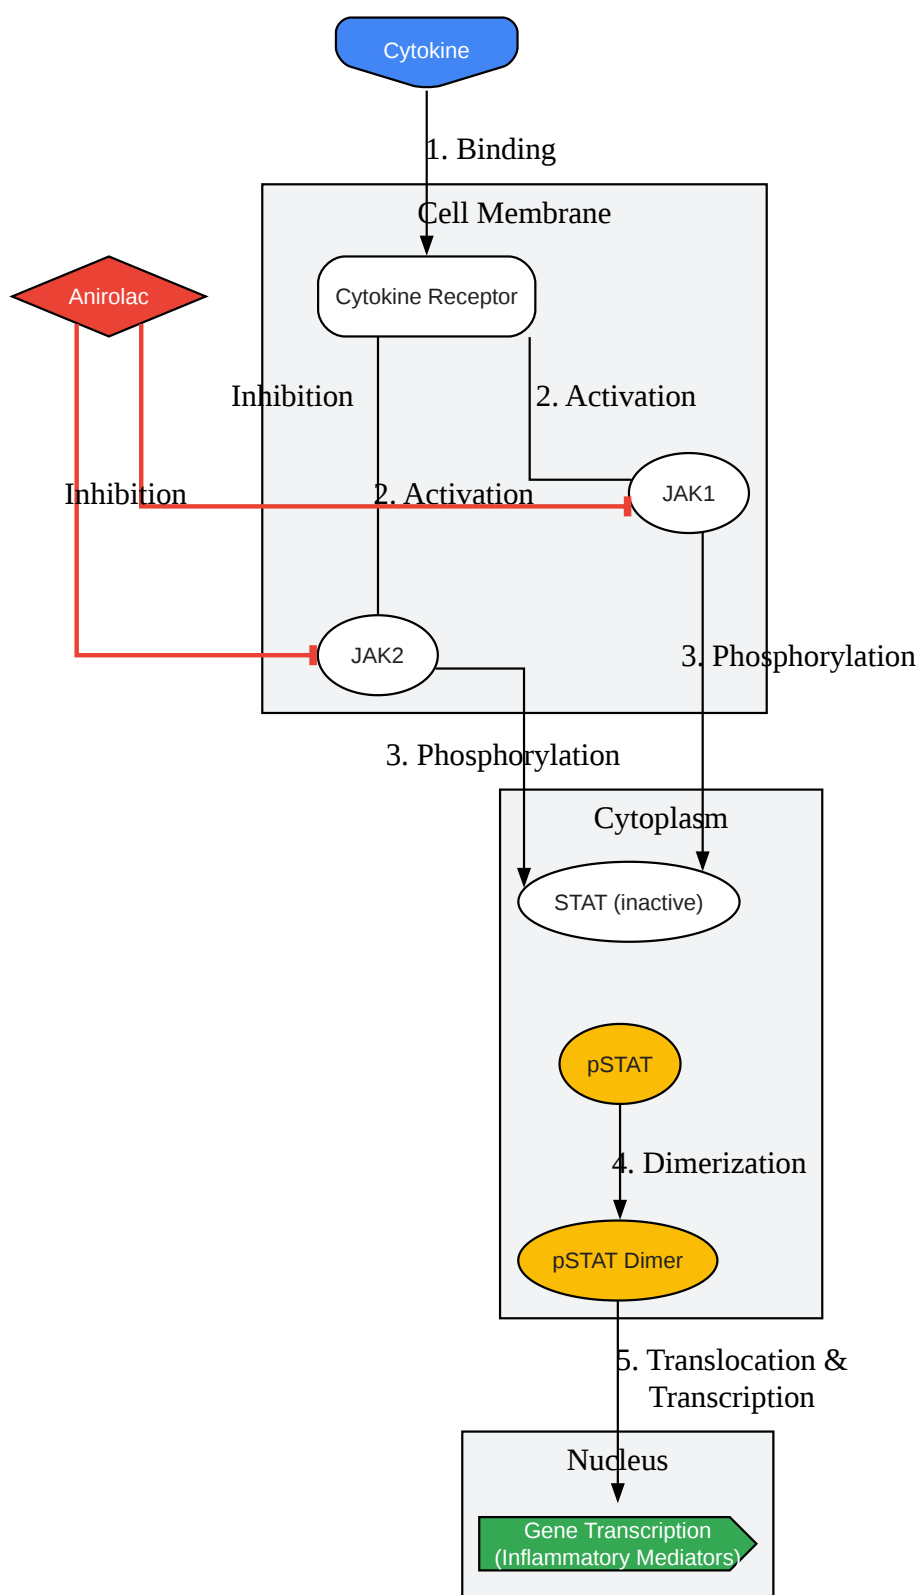 Cytokine
1. Binding
Cell Membrane
Anirolac
Cytokine Receptor
Inhibition
2. Activation
Inhibition
2. Activation
JAK1
JAK2
3. Phosphorylation
3. Phosphorylation
Cytoplasm
STAT (inactive)
pSTAT
4. Dimerization
pSTAT Dimer
5. Translocation &
Transcription
Nucleus
Gene Transcription
(Inflammatory Mediators)